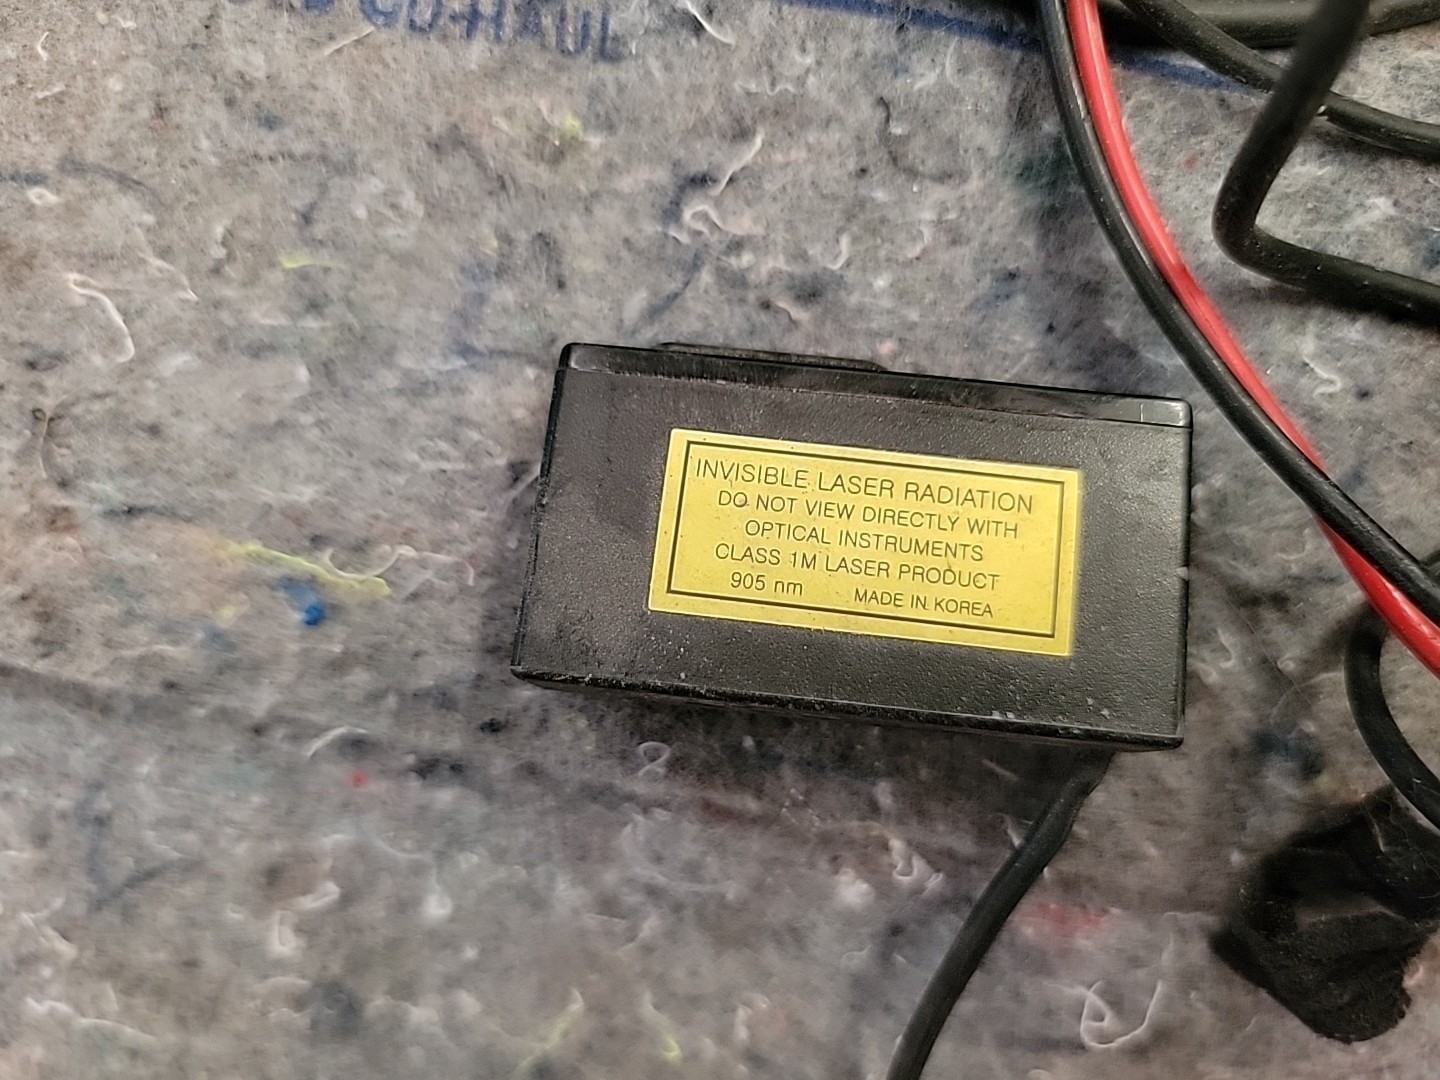 INVISIBLE LASER RADIATION
DO NOT VIEW DIRECTLY WITH
OPTICAL INSTRUMENTS
CLASS 1M LASER PRODUCT
905 nm MADE IN KOREA